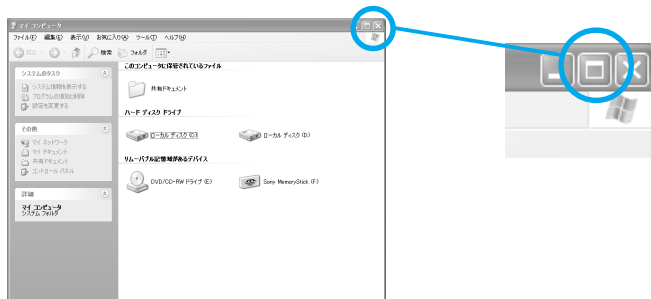 マイ コンピュータ
ファイル(F) 編集(E) 表示(V) お気に入り(A) ツール(T) ヘルプ(H)
戻る 検索 フォルダ
システムのタスク
システム情報を表示する
プログラムの追加と削除
設定を変更する
その他
マイ ネットワーク
マイ ドキュメント
共有ドキュメント
コントロール パネル
詳細
マイ コンピュータ
システム フォルダ
このコンピュータに保管されているファイル
共有ドキュメント
ハード ディスク ドライブ
ローカル ディスク (C:) ローカル ディスク (D:)
リムーバブル記憶域があるデバイス
DVD/CD-RW ドライブ (E:) Sony MemoryStick (F:)